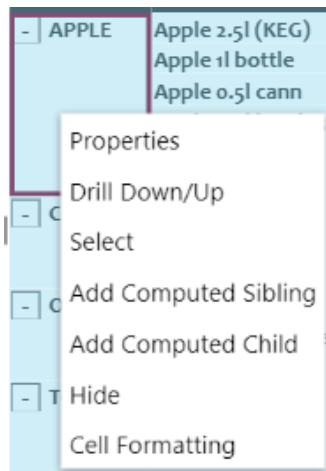 - APPLE Apple 2.5l (KEG)
Apple 1l bottle
Apple 0.5l cann
Properties
Drill Down/Up
- C
Select
Add Computed Sibling
- O
Add Computed Child
- T
Hide
Cell Formatting